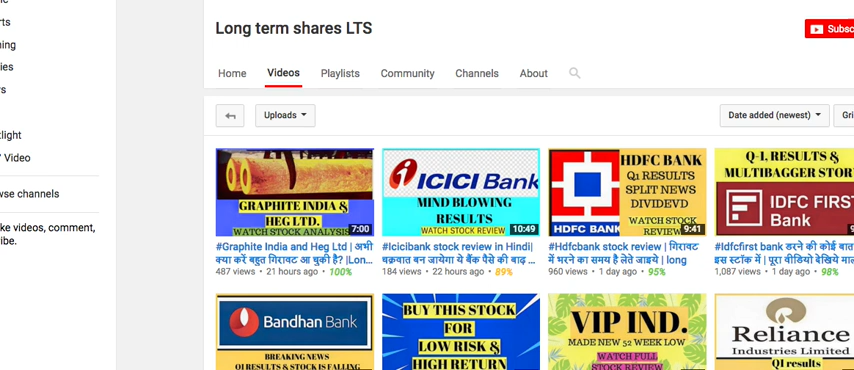 rts
ning
ies
rs
tlight
° Video
wse channels
ke videos, comment,
ribe.
Long term shares LTS
Subsc
Home
Videos
Playlists
Community
Channels
About
Uploads
Date added (newest)
Gri
GRAPHITE INDIA &
HEG LTD.
WATCH STOCK ANALYSIS
7:00
#Graphite India and Heg Ltd | अभी
क्या करें बहुत गिरावट आ चुकी है? |Lon...
487 views • 21 hours ago • 100%
ICICI Bank
MIND BLOWING
RESULTS
WATCH STOCK REVIEW
10:49
#Icicibank stock review in Hindi|
चक्रवात बन जायेगा ये बैंक पैसे की बाढ़ ...
184 views • 22 hours ago • 89%
HDFC BANK
Q1 RESULTS
SPLIT NEWS
DIVIDEVD
WATCH STOCK
REVIEW
HDFC BANK
9:41
#Hdfcbank stock review | गिरावट
में भरने का समय है लेते जाइये | long
960 views • 1 day ago • 95%
Q-1, RESULTS &
MULTIBAGGER STOR
IDFC FIRS
Bank
9
#Idfcfirst bank डरने की कोई बात
इस स्टॉक में | पूरा वीडियो देखिये मा
1,087 views • 1 day ago • 98%
Bandhan Bank
BREAKING NEWS
Q1 RESULTS & STOCK IS FALLING
BUY THIS STOCK
FOR
LOW RISK &
HIGH RETURN
VIP IND.
MADE NEW 52 WEEK LOW
WATCH FULL
STOCK REVIEW
Reliance
Industries Limited
Q1 results